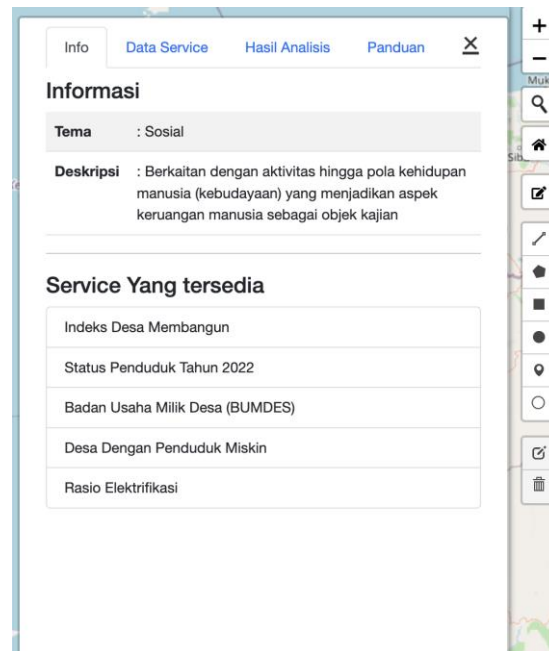 Info Data Service Hasil Analisis Panduan X
Informasi
Tema : Sosial
Deskripsi : Berkaitan dengan aktivitas hingga pola kehidupan
manusia (kebudayaan) yang menjadikan aspek
keruangan manusia sebagai objek kajian
Service Yang tersedia
Indeks Desa Membangun
Status Penduduk Tahun 2022
Badan Usaha Milik Desa (BUMDES)
Desa Dengan Penduduk Miskin
Rasio Elektrifikasi
+
−
Muk
Sib